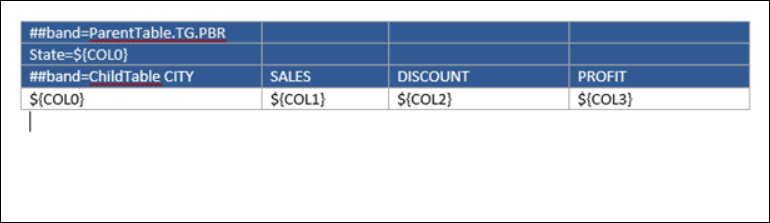 ##band=ParentTable.TG.PBR
State=${COL0}
##band=ChildTable CITY SALES DISCOUNT PROFIT
${COL0} ${COL1} ${COL2} ${COL3}